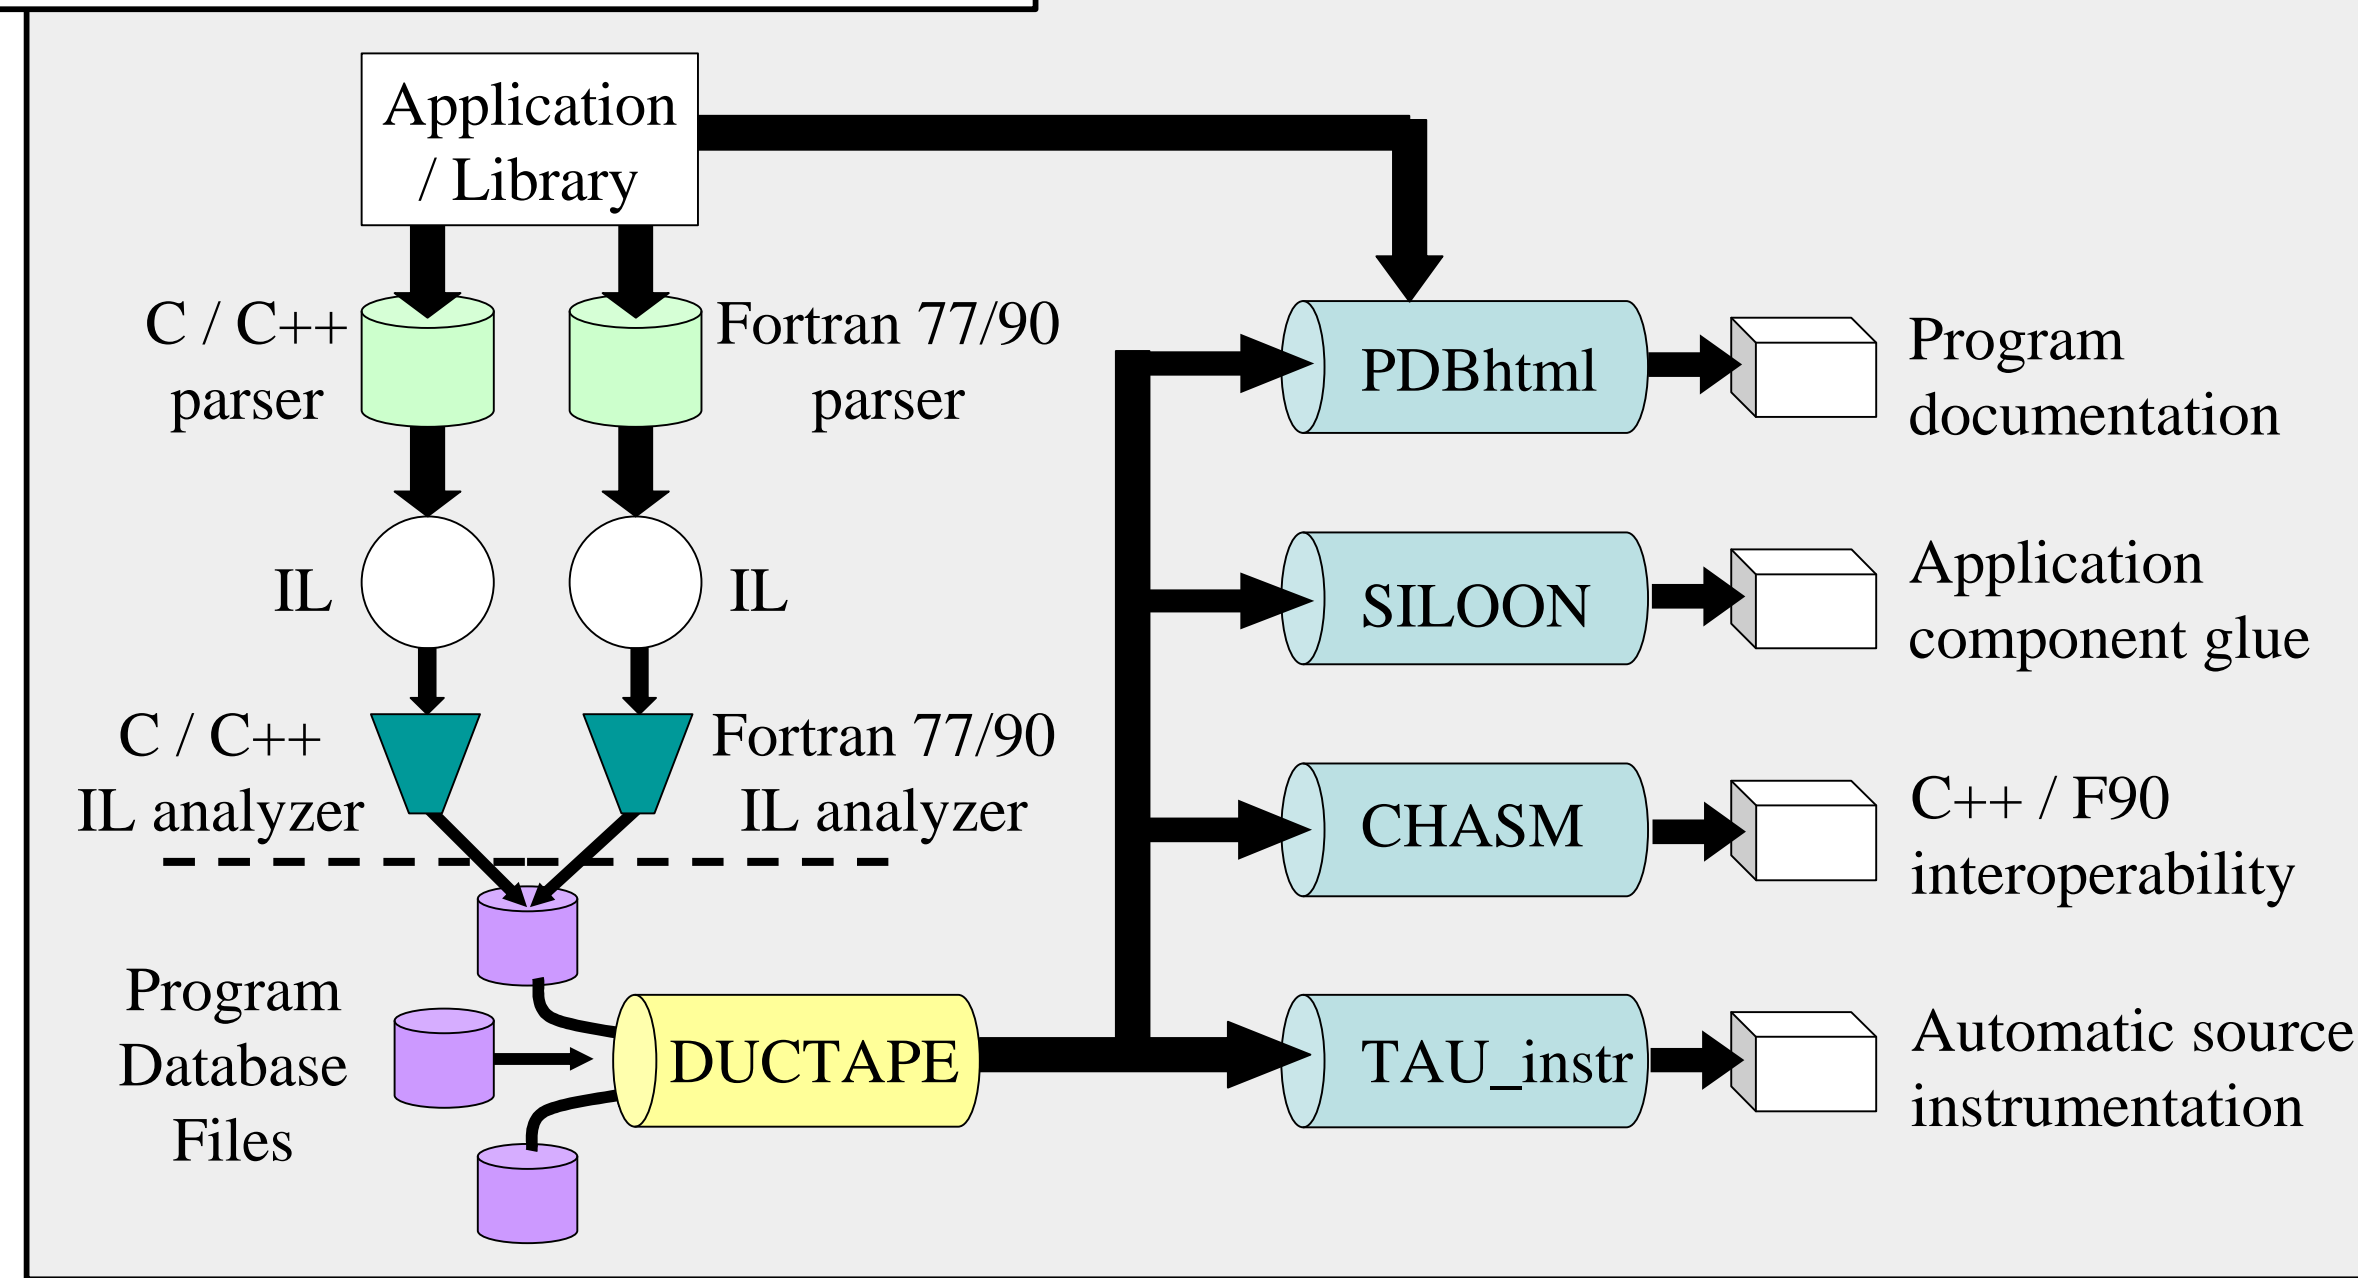 Application
/ Library
C / C++
parser
Fortran 77/90
parser
IL
IL
C / C++
IL analyzer
Fortran 77/90
IL analyzer
Program
Database
Files
DUCTAPE
PDBhtml
Program
documentation
SILOON
Application
component glue
CHASM
C++ / F90
interoperability
TAU_instr
Automatic source
instrumentation